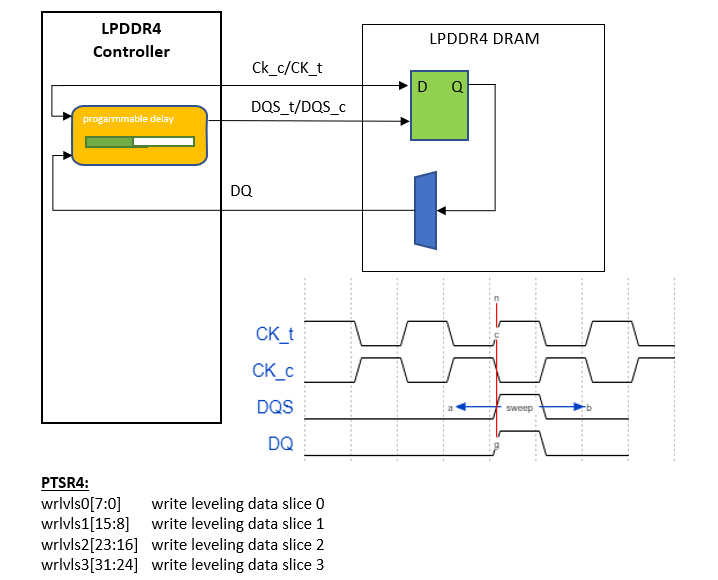 LPDDR4
Controller
LPDDR4 DRAM
Ck_c/CK_t
D Q
progarmmable delay
DQS_t/DQS_c
DQ
n
CK_t
c
CK_c
DQS
a sweep b
DQ
g
PTSR4:
wrlvls0[7:0] write leveling data slice 0
wrlvls1[15:8] write leveling data slice 1
wrlvls2[23:16] write leveling data slice 2
wrlvls3[31:24] write leveling data slice 3